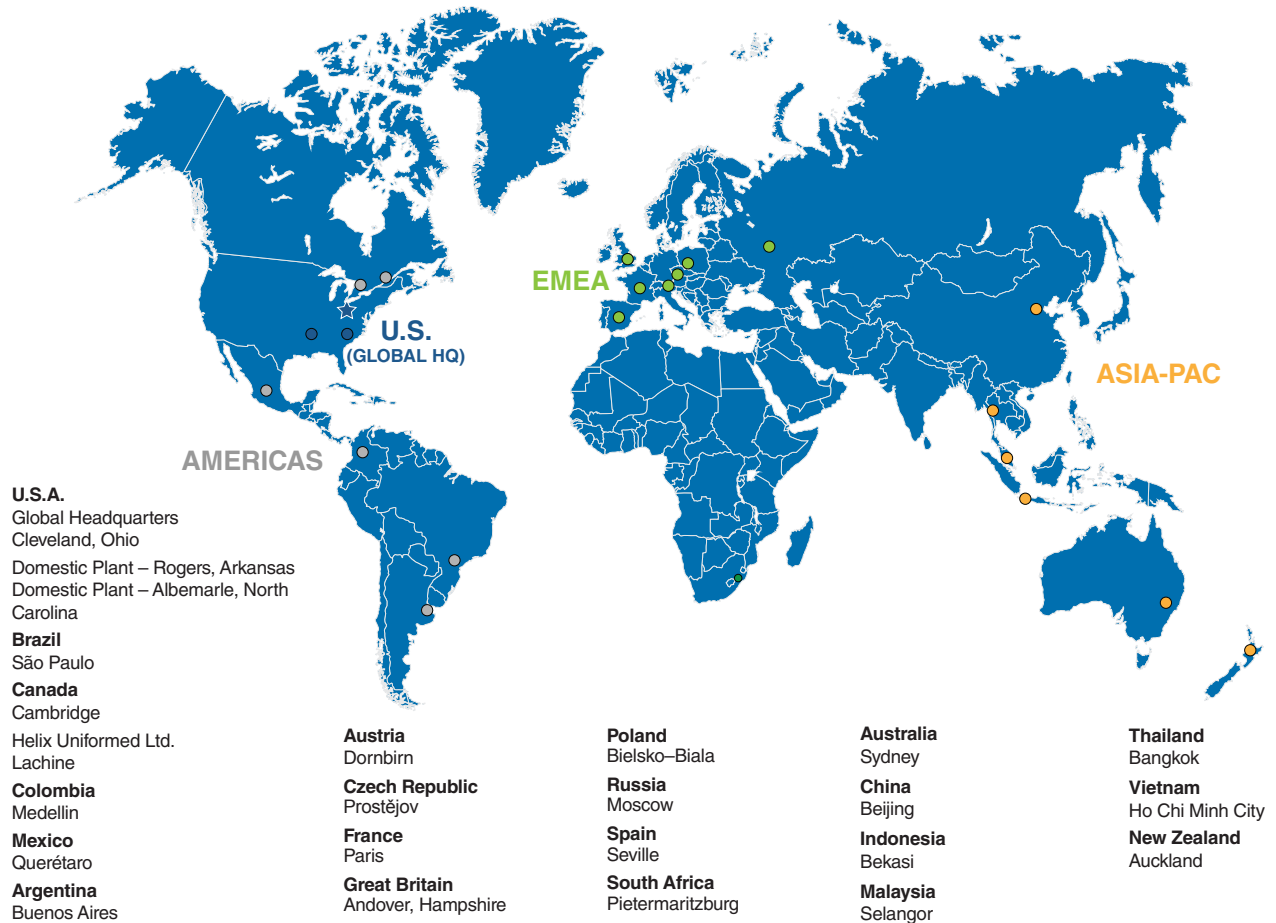 EMEA
U.S.
(GLOBAL HQ)
ASIA-PAC
AMERICAS
U.S.A.
Global Headquarters
Cleveland, Ohio
Domestic Plant – Rogers, Arkansas
Domestic Plant – Albemarle, North
Carolina
Brazil
São Paulo
Canada
Cambridge
Helix Uniformed Ltd.
Lachine
Colombia
Medellin
Mexico
Querétaro
Argentina
Buenos Aires
Austria
Dornbirn
Czech Republic
Prostějov
France
Paris
Great Britain
Andover, Hampshire
Poland
Bielsko–Biala
Russia
Moscow
Spain
Seville
South Africa
Pietermaritzburg
Australia
Sydney
China
Beijing
Indonesia
Bekasi
Malaysia
Selangor
Thailand
Bangkok
Vietnam
Ho Chi Minh City
New Zealand
Auckland